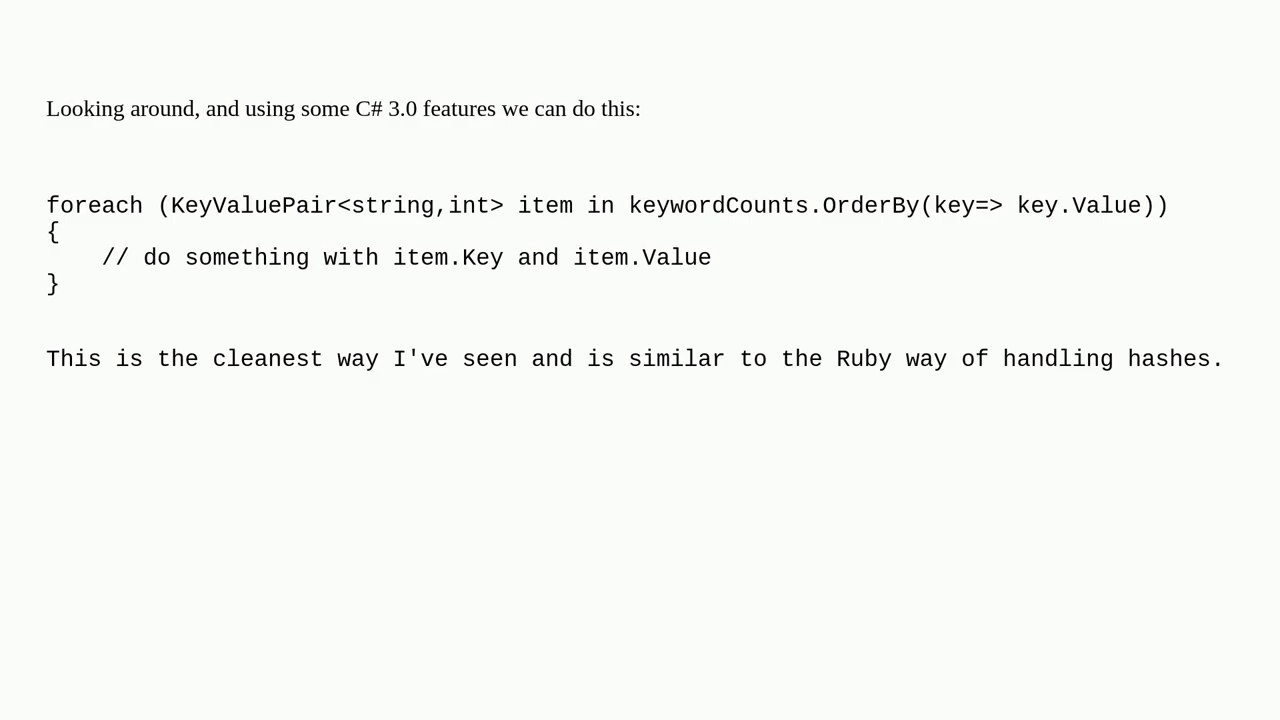 Looking around, and using some C# 3.0 features we can do this:
foreach (KeyValuePair<string,int> item in keywordCounts.OrderBy(key=> key.Value))
{
    // do something with item.Key and item.Value
}
This is the cleanest way I've seen and is similar to the Ruby way of handling hashes.